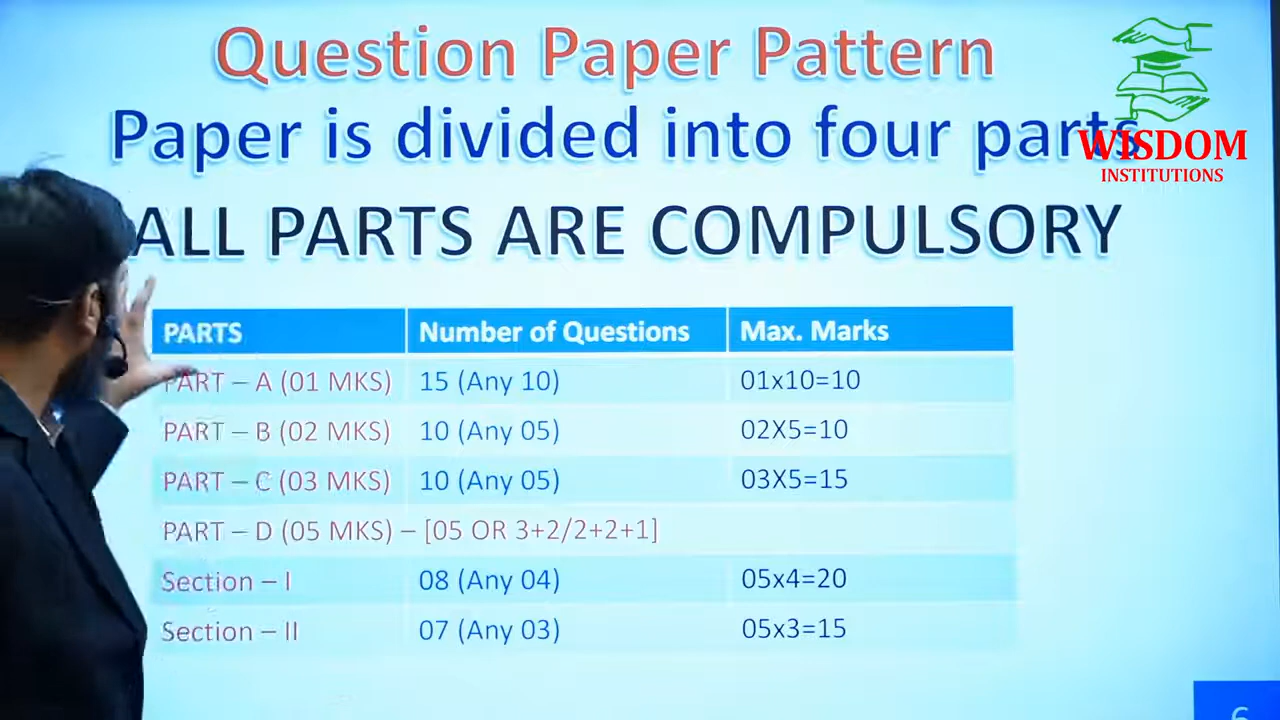 Question Paper Pattern
Paper is divided into four parts
WISDOM
INSTITUTIONS
ALL PARTS ARE COMPULSORY
PARTS Number of Questions Max. Marks
PART – A (01 MKS) 15 (Any 10) 01x10=10
PART – B (02 MKS) 10 (Any 05) 02X5=10
PART – C (03 MKS) 10 (Any 05) 03X5=15
PART – D (05 MKS) – [05 OR 3+2/2+2+1]
Section – I 08 (Any 04) 05x4=20
Section – II 07 (Any 03) 05x3=15
6